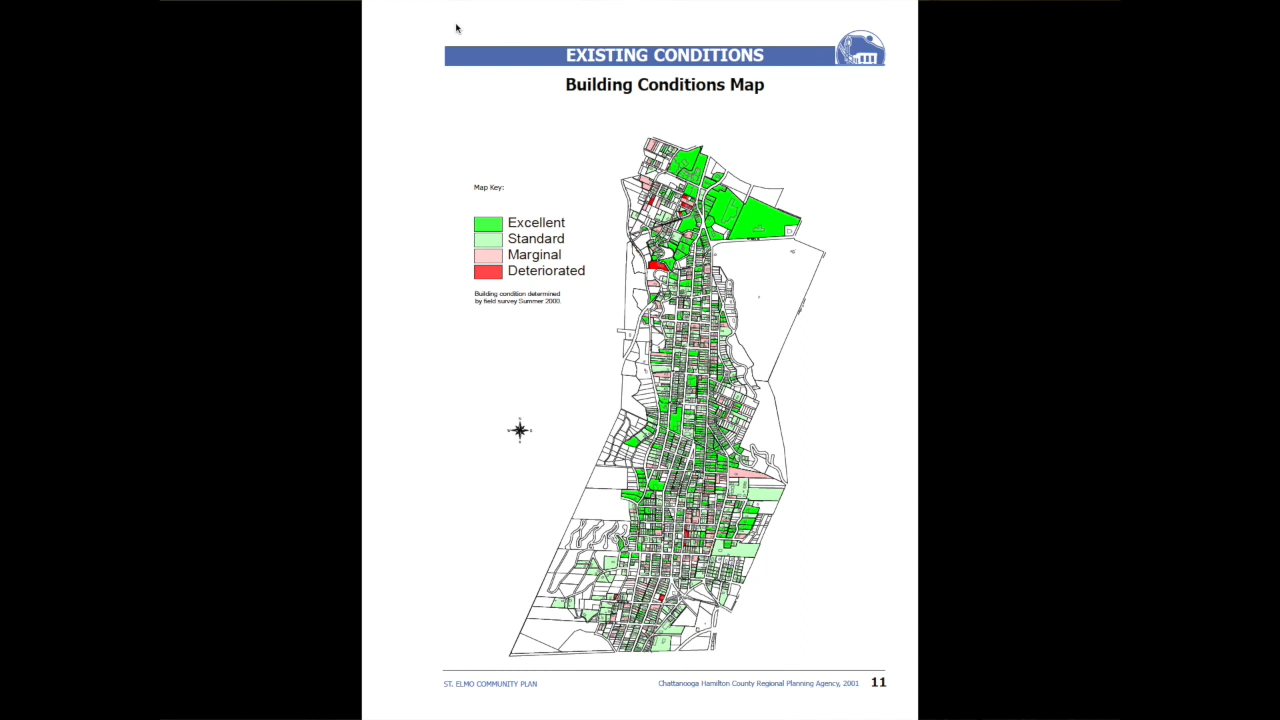 EXISTING CONDITIONS
Building Conditions Map
Map Key:
Excellent
Standard
Marginal
Deteriorated
Building condition determined
by field survey Summer 2000.
ST. ELMO COMMUNITY PLAN
Chattanooga Hamilton County Regional Planning Agency, 2001
11